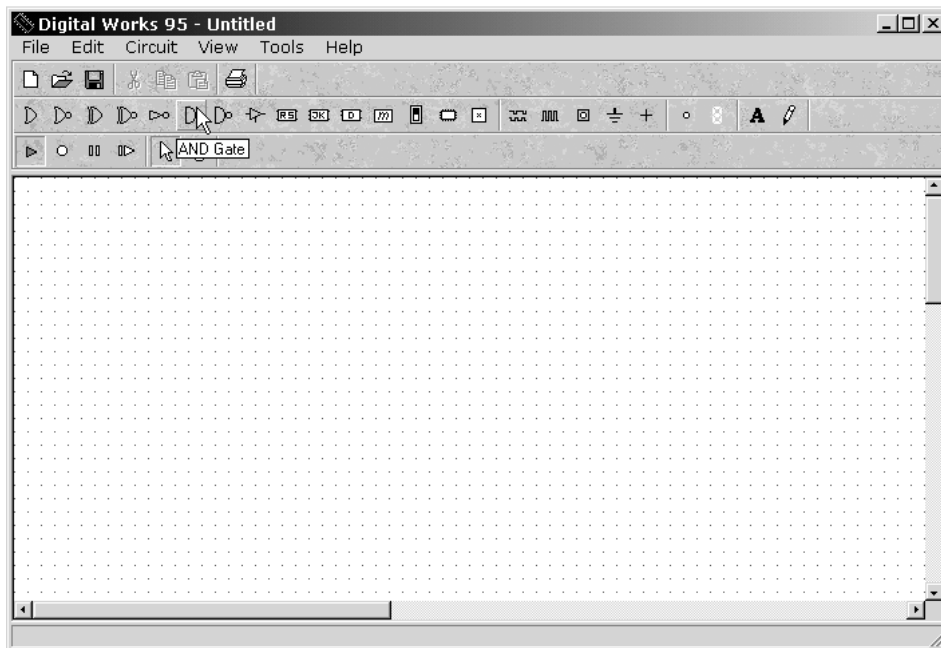 Digital Works 95 - Untitled
File Edit Circuit View Tools Help
RS JK D m A
AND Gate